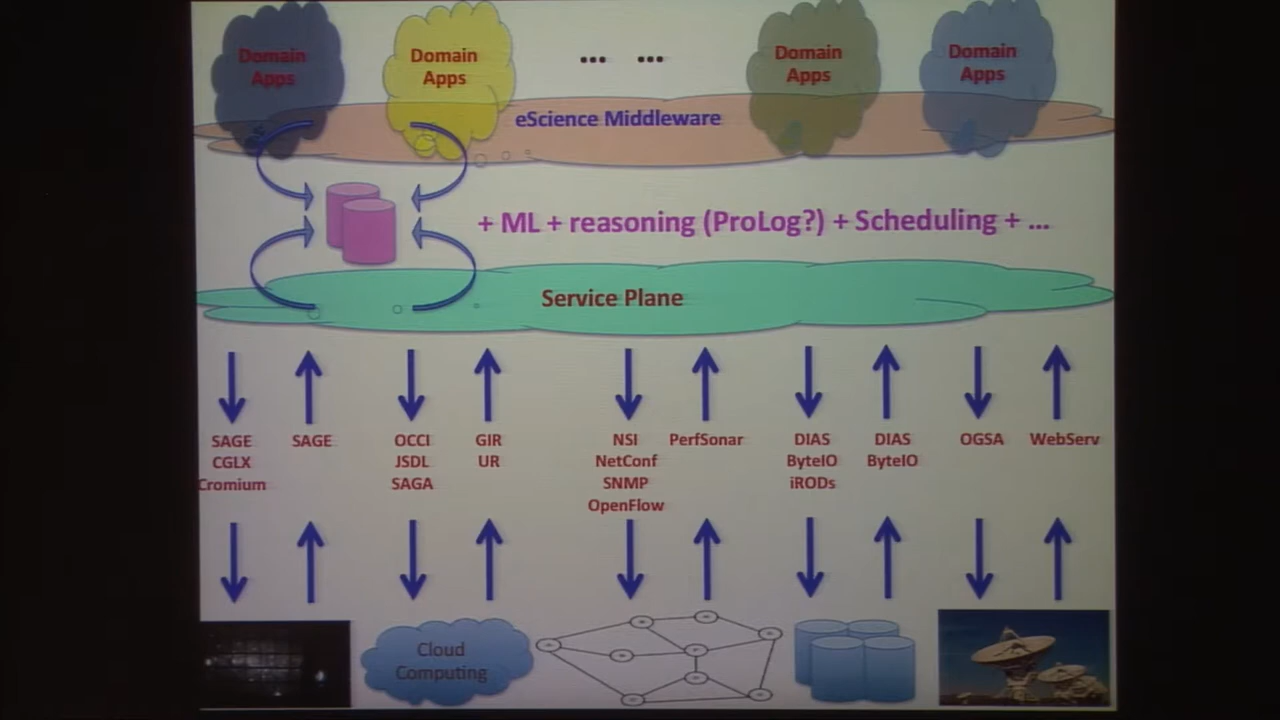 Domain
Apps
Domain
Apps
... ...
Domain
Apps
Domain
Apps
eScience Middleware
+ ML + reasoning (ProLog?) + Scheduling + ...
Service Plane
SAGE
CGLX
Cromium
SAGE
OCCI
JSDL
SAGA
GIR
UR
NSI
NetConf
SNMP
OpenFlow
PerfSonar
DIAS
ByteIO
iRODs
DIAS
ByteIO
OGSA
WebServ
Cloud
Computing